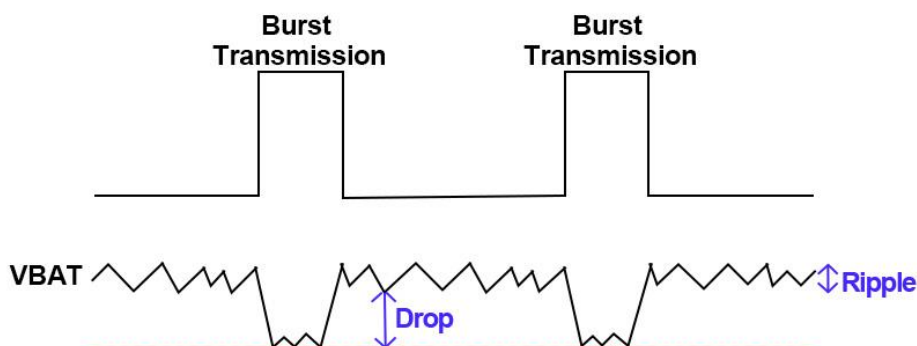 Burst
Transmission
Burst
Transmission
VBAT
Ripple
Drop